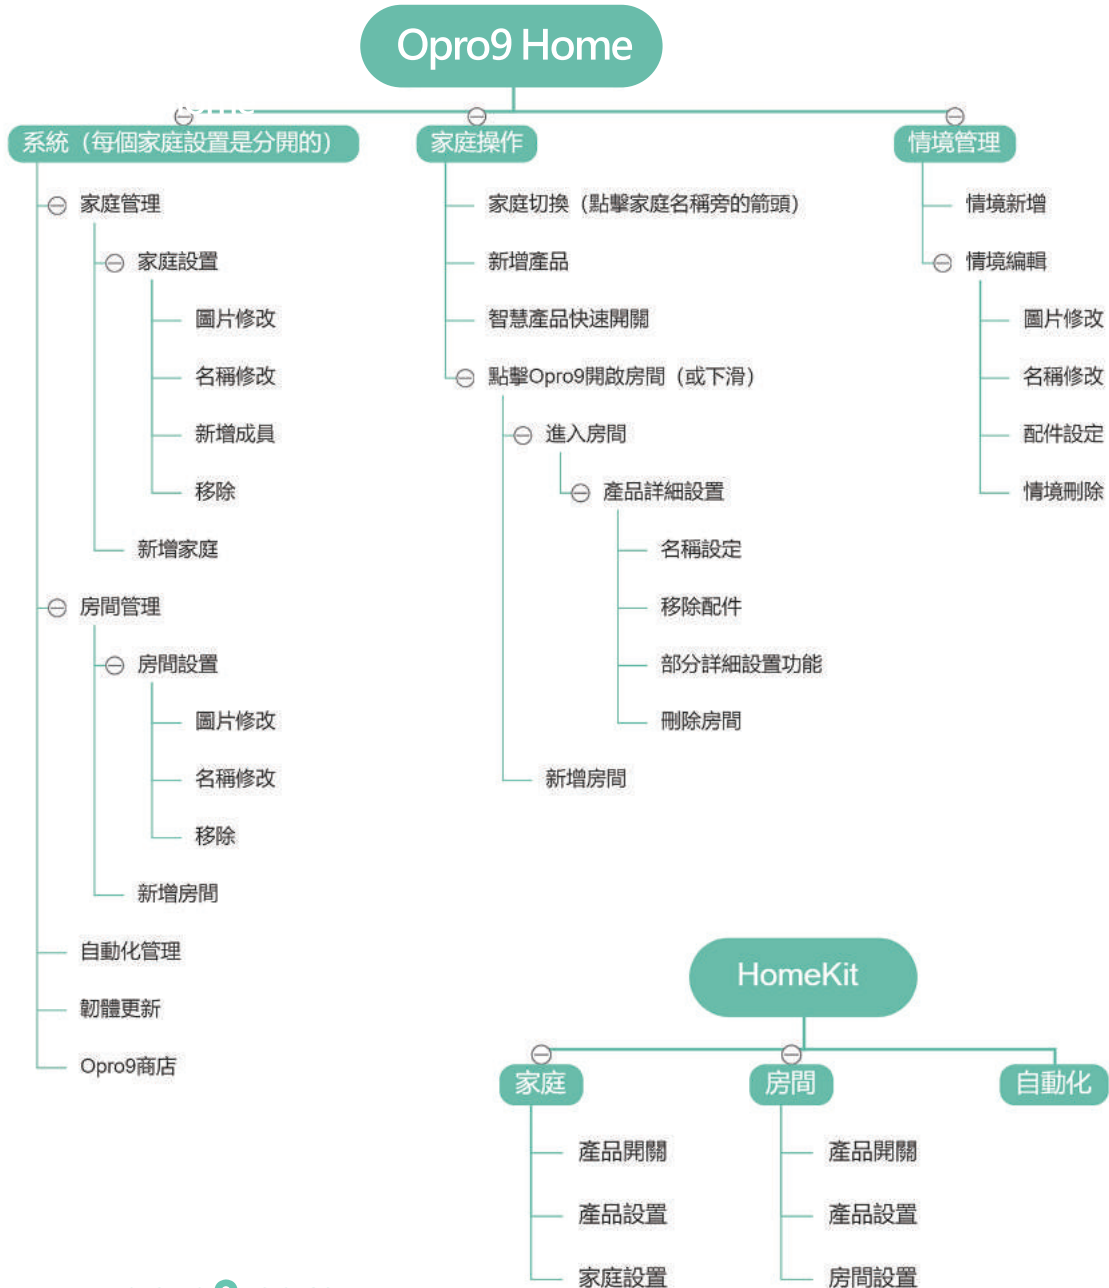 Opro9 Home
系統（每個家庭設置是分開的）
家庭管理
家庭設置
圖片修改
名稱修改
新增成員
移除
新增家庭
房間管理
房間設置
圖片修改
名稱修改
移除
新增房間
自動化管理
韌體更新
Opro9商店
家庭操作
家庭切換（點擊家庭名稱旁的箭頭）
新增產品
智慧產品快速開關
點擊Opro9開啟房間（或下滑）
進入房間
產品詳細設置
名稱設定
移除配件
部分詳細設置功能
刪除房間
新增房間
情境管理
情境新增
情境編輯
圖片修改
名稱修改
配件設定
情境刪除
HomeKit
家庭
產品開關
產品設置
家庭設置
房間
產品開關
產品設置
房間設置
自動化